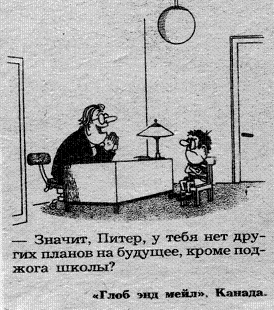 — Значит, Питер, у тебя нет дру-
гих планов на будущее, кроме под-
жога школы?
«Глоб энд мейл», Канада.